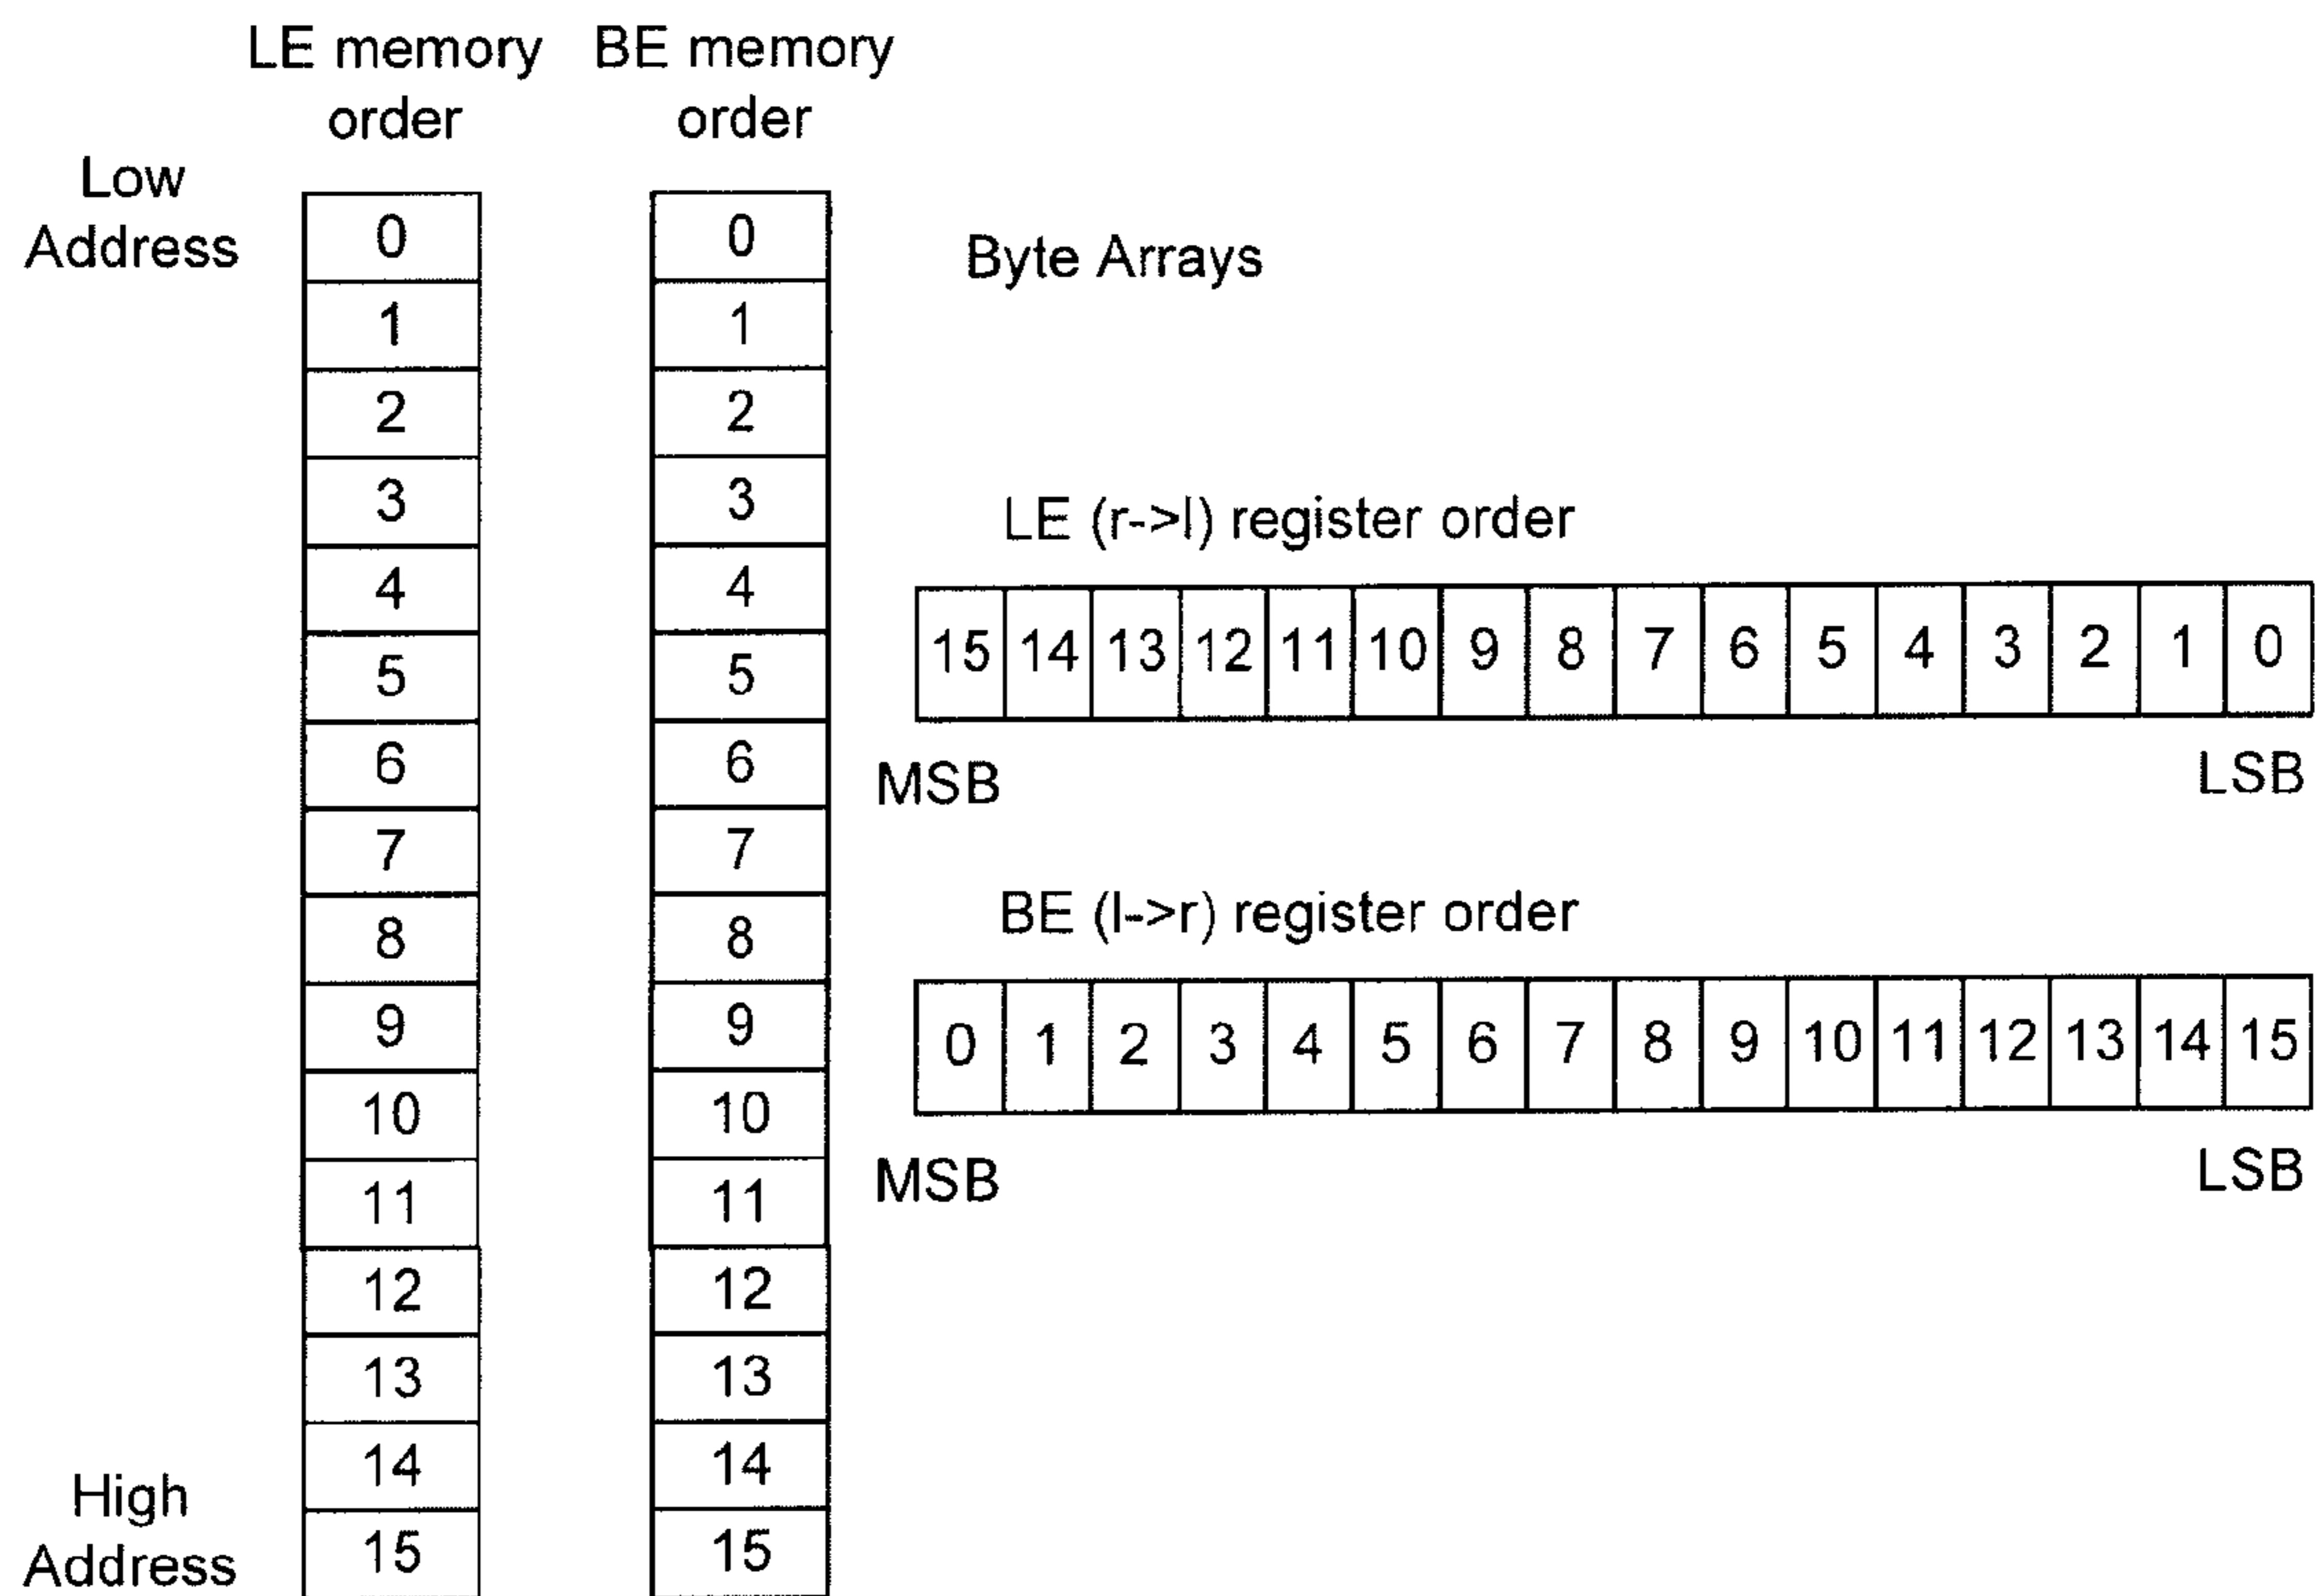 LE memory order
BE memory order
Low Address
High Address
0
1
2
3
4
5
6
7
8
9
10
11
12
13
14
15
0
1
2
3
4
5
6
7
8
9
10
11
12
13
14
15
Byte Arrays
LE (r->l) register order
15 14 13 12 11 10 9 8 7 6 5 4 3 2 1 0
MSB LSB
BE (l->r) register order
0 1 2 3 4 5 6 7 8 9 10 11 12 13 14 15
MSB LSB